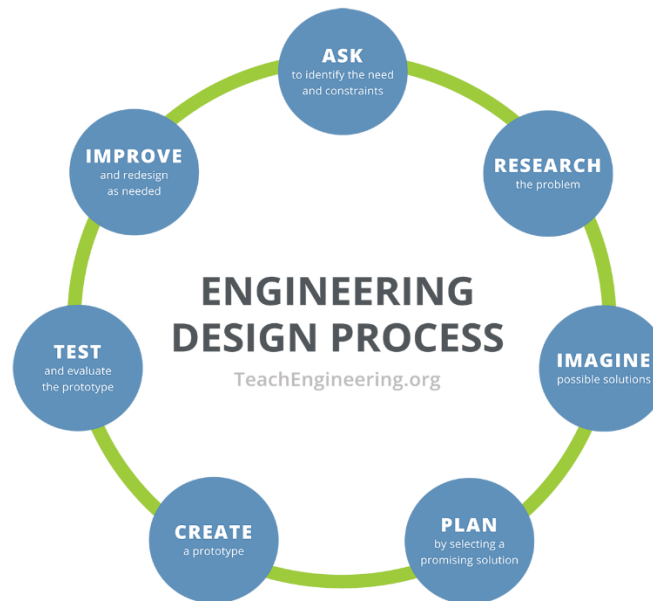 ASK
to identify the need
and constraints
RESEARCH
the problem
IMAGINE
possible solutions
PLAN
by selecting a
promising solution
CREATE
a prototype
TEST
and evaluate
the prototype
IMPROVE
and redesign
as needed
ENGINEERING
DESIGN PROCESS
TeachEngineering.org